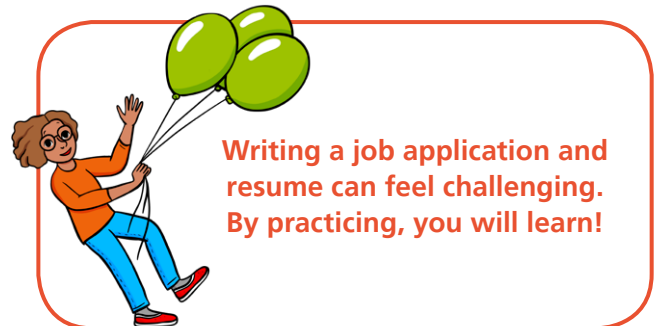 Writing a job application and
resume can feel challenging.
By practicing, you will learn!